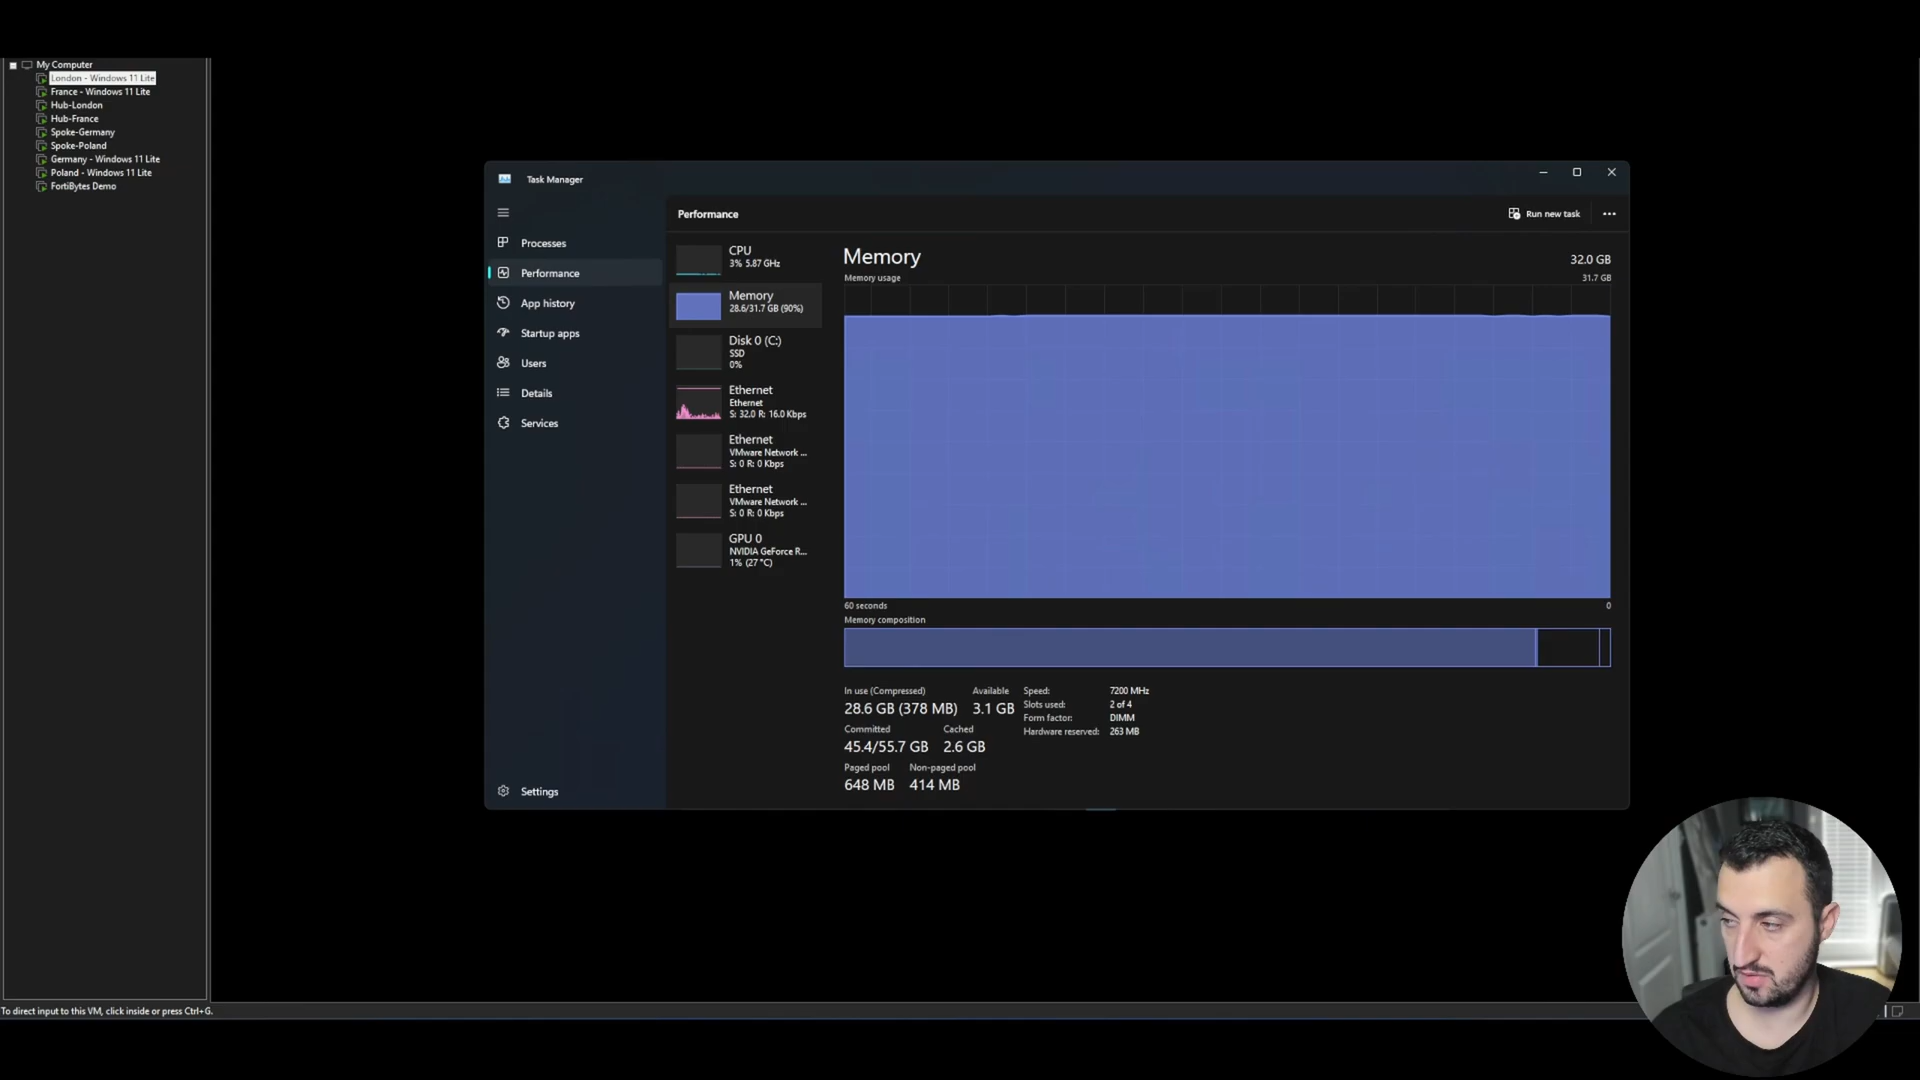 My Computer
London - Windows 11 Lite
France - Windows 11 Lite
Hub-London
Hub-France
Spoke-Germany
Spoke-Poland
Germany - Windows 11 Lite
Poland - Windows 11 Lite
FortiBytes Demo
Task Manager
Processes
Performance
App history
Startup apps
Users
Details
Services
Settings
Performance
Run new task
CPU
3% 5.87 GHz
Memory
28.6/31.7 GB (90%)
Disk 0 (C:)
SSD
0%
Ethernet
Ethernet
S: 32.0 R: 16.0 Kbps
Ethernet
VMware Network ...
S: 0 R: 0 Kbps
Ethernet
VMware Network ...
S: 0 R: 0 Kbps
GPU 0
NVIDIA GeForce R...
1% (27 °C)
Memory 32.0 GB
Memory usage 31.7 GB
60 seconds 0
Memory composition
In use (Compressed) Available
28.6 GB (378 MB) 3.1 GB
Committed Cached
45.4/55.7 GB 2.6 GB
Paged pool Non-paged pool
648 MB 414 MB
Speed: 7200 MHz
Slots used: 2 of 4
Form factor: DIMM
Hardware reserved: 263 MB
To direct input to this VM, click inside or press Ctrl+G.